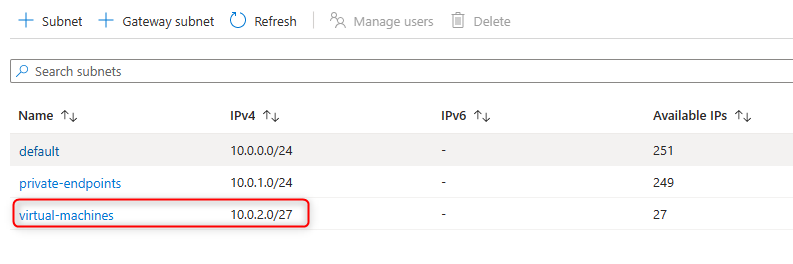 Subnet Gateway subnet Refresh Manage users Delete
Search subnets
Name IPv4 IPv6 Available IPs
default 10.0.0.0/24 - 251
private-endpoints 10.0.1.0/24 - 249
virtual-machines 10.0.2.0/27 - 27